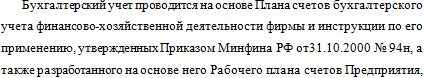 Бухгалтерский учет проводится на основе Плана счетов бухгалтерского
учета финансово-хозяйственной деятельности фирмы и инструкции по его
применению, утвержденных Приказом Минфина РФ от31.10.2000 № 94н, а
также разработанного на основе него Рабочего плана счетов Предприятия,